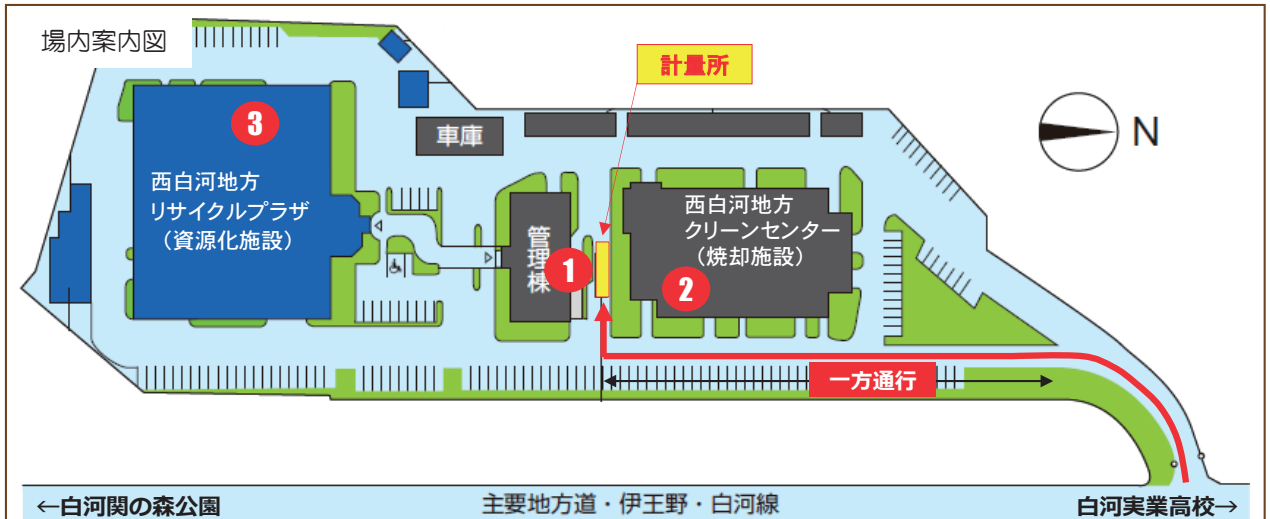 場内案内図
計量所
N
3
車庫
西白河地方
リサイクルプラザ
（資源化施設）
管理棟
1
西白河地方
クリーンセンター
（焼却施設）
2
一方通行
←白河関の森公園
主要地方道・伊王野・白河線
白河実業高校→